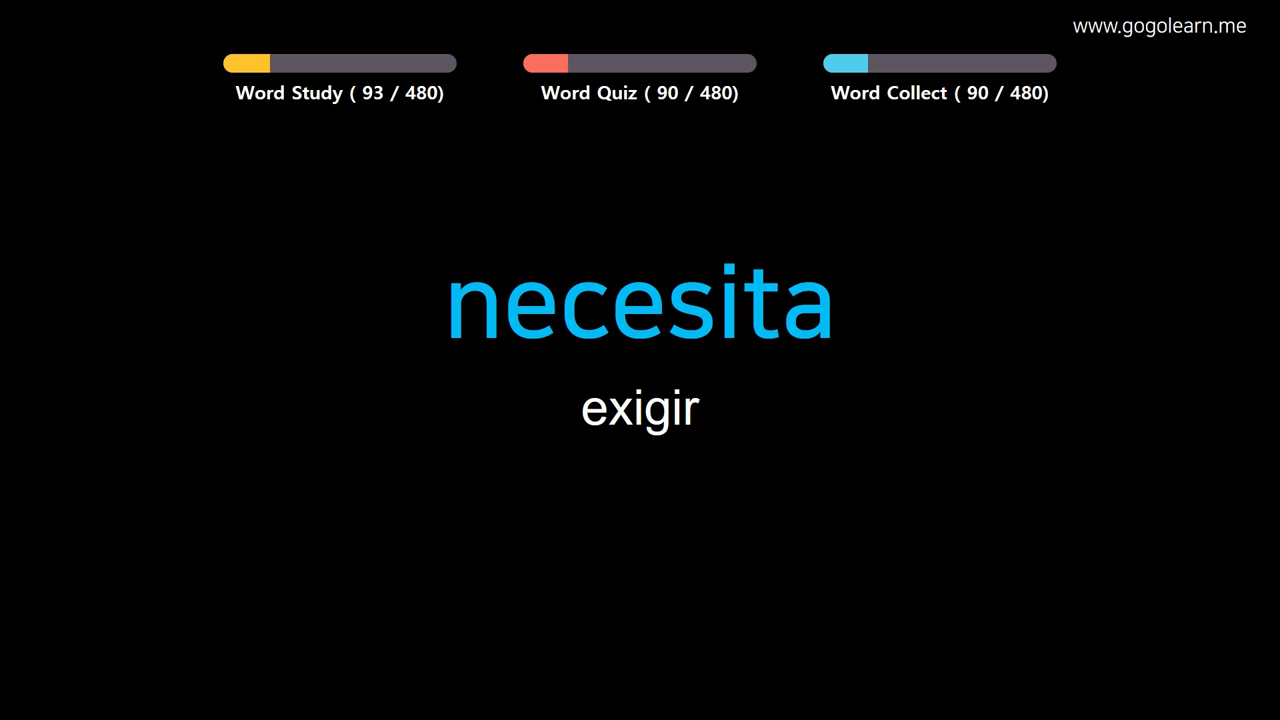 www.gogolearn.me
Word Study ( 93 / 480)
Word Quiz ( 90 / 480)
Word Collect ( 90 / 480)
necesita
exigir